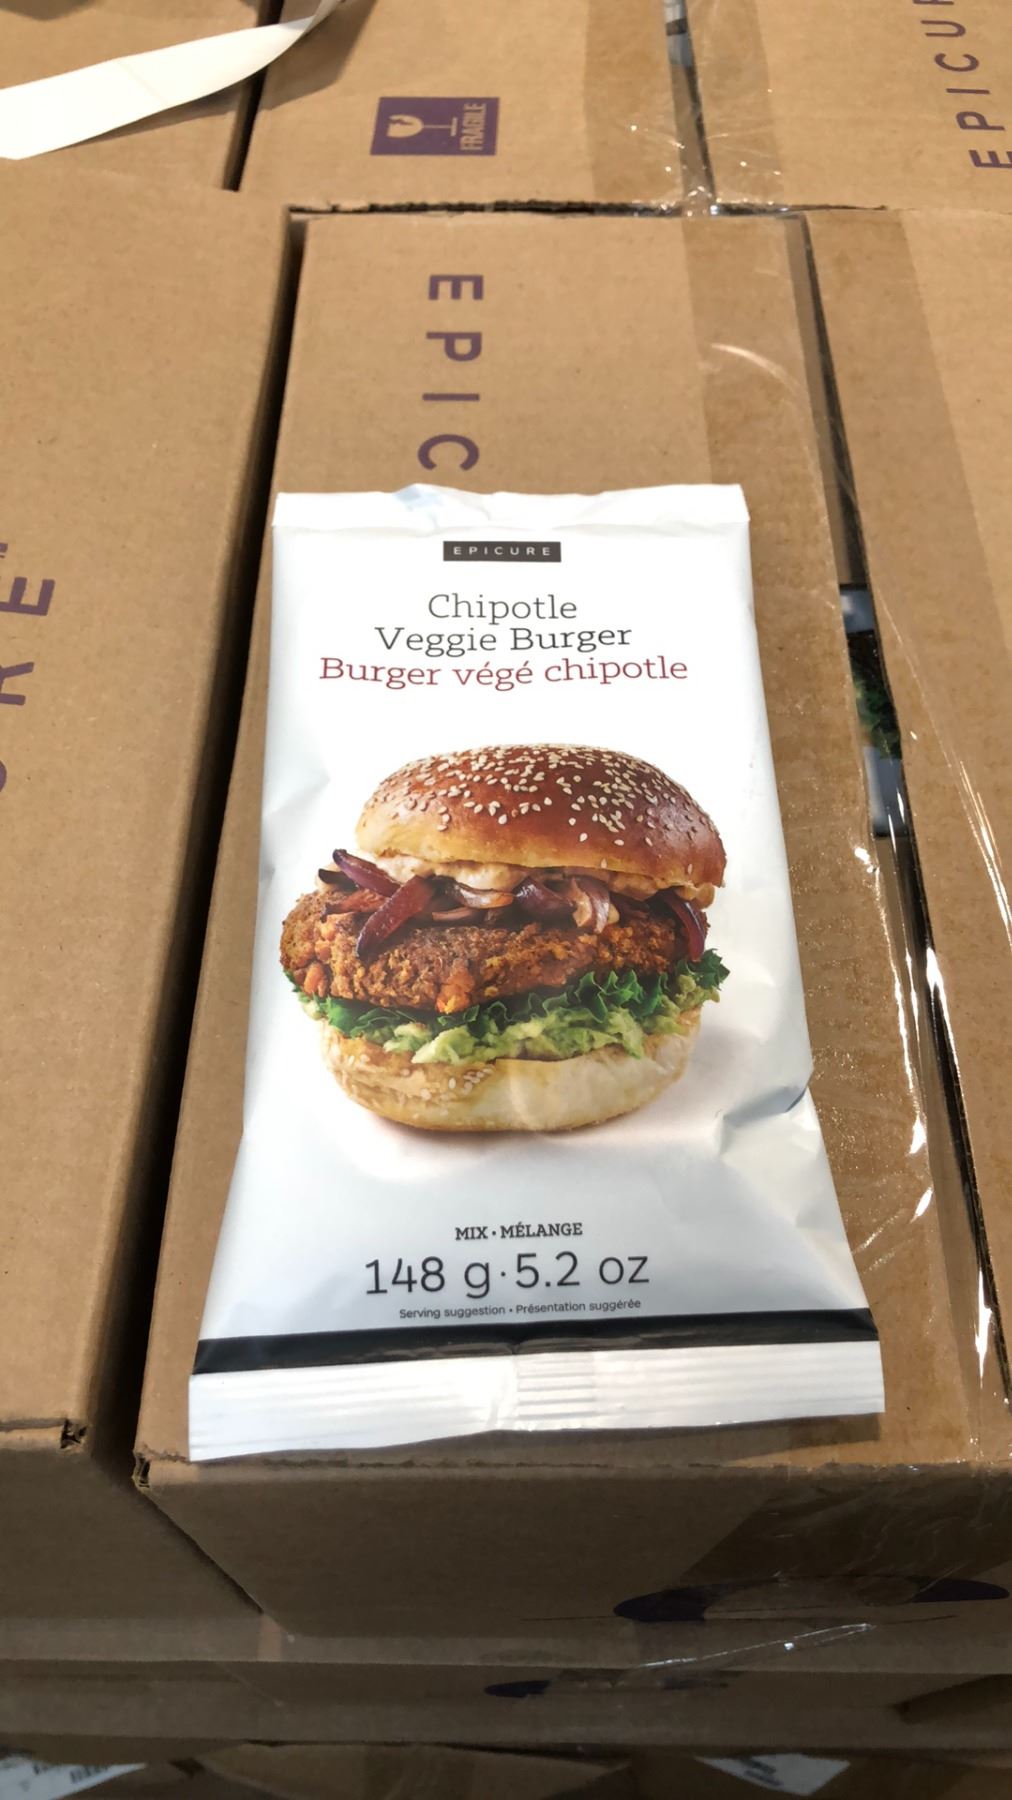 FRAGILE
EPICUR
EPIC
EPICURE
Chipotle
Veggie Burger
Burger végé chipotle
MIX • MÉLANGE
148 g · 5.2 oz
Serving suggestion • Présentation suggérée